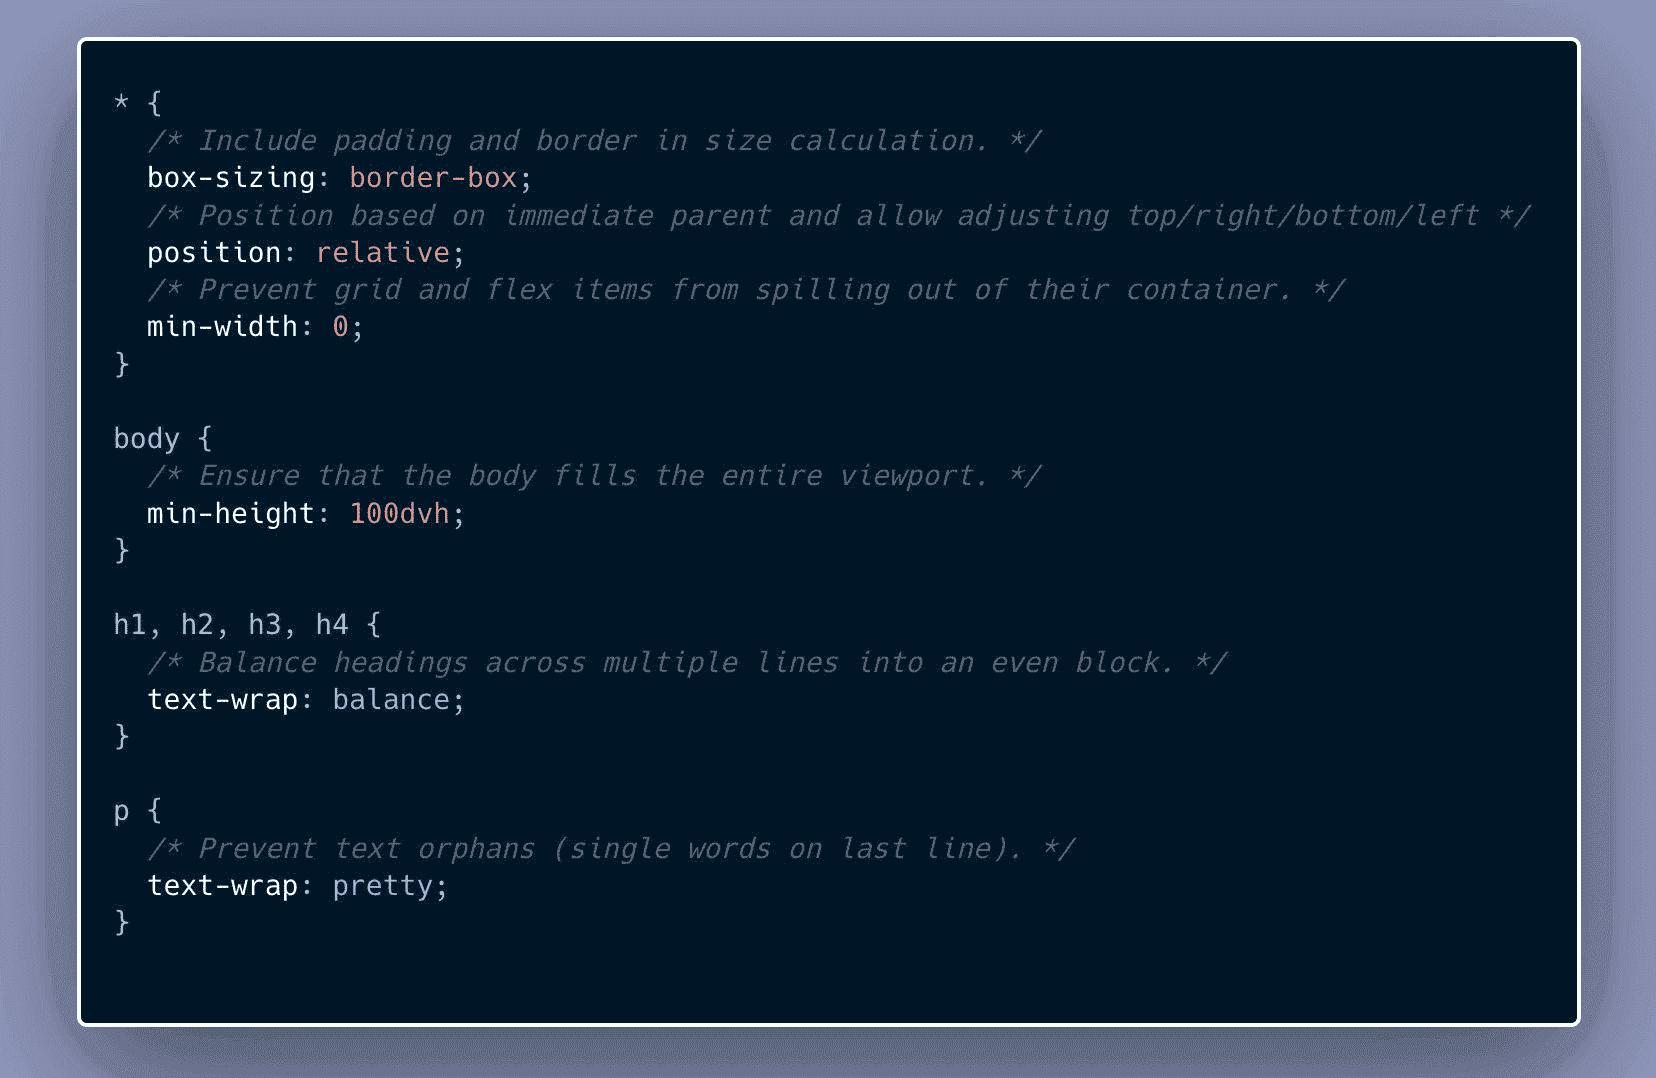 * {
  /* Include padding and border in size calculation. */
  box-sizing: border-box;
  /* Position based on immediate parent and allow adjusting top/right/bottom/left */
  position: relative;
  /* Prevent grid and flex items from spilling out of their container. */
  min-width: 0;
}

body {
  /* Ensure that the body fills the entire viewport. */
  min-height: 100dvh;
}

h1, h2, h3, h4 {
  /* Balance headings across multiple lines into an even block. */
  text-wrap: balance;
}

p {
  /* Prevent text orphans (single words on last line). */
  text-wrap: pretty;
}